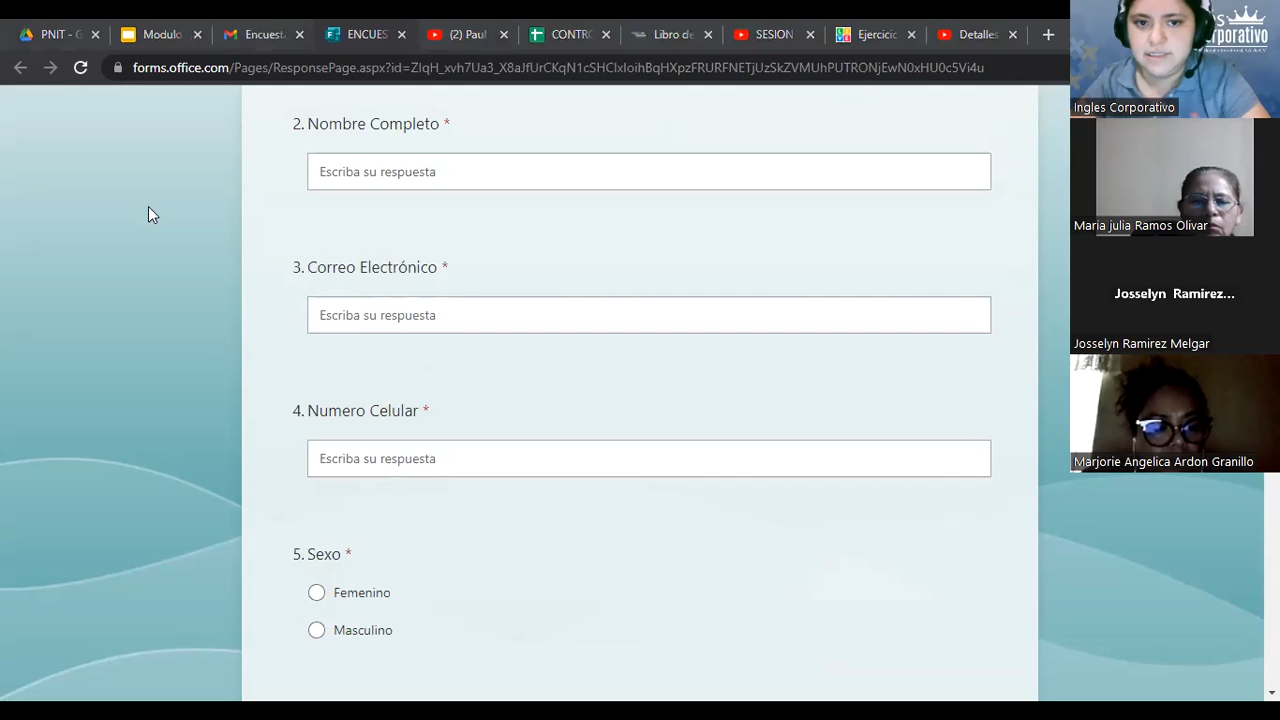 PNIT - G
Modulo
Encuest
ENCUES
(2) Paul
CONTRO
Libro de
SESION
Ejercicic
Detalles
forms.office.com/Pages/ResponsePage.aspx?id=ZIqH_xvh7Ua3_X8aJfUrCKqN1cSHClxIoihBqHXpzFRURFNETjUzSkZVMUhPUTRONjEwN0xHU0c5Vi4u
2. Nombre Completo *
Escriba su respuesta
3. Correo Electrónico *
Escriba su respuesta
4. Numero Celular *
Escriba su respuesta
5. Sexo *
Femenino
Masculino
Corporativo
Ingles Corporativo
Maria julia Ramos Olivar
Josselyn Ramirez...
Josselyn Ramirez Melgar
Marjorie Angelica Ardon Granillo